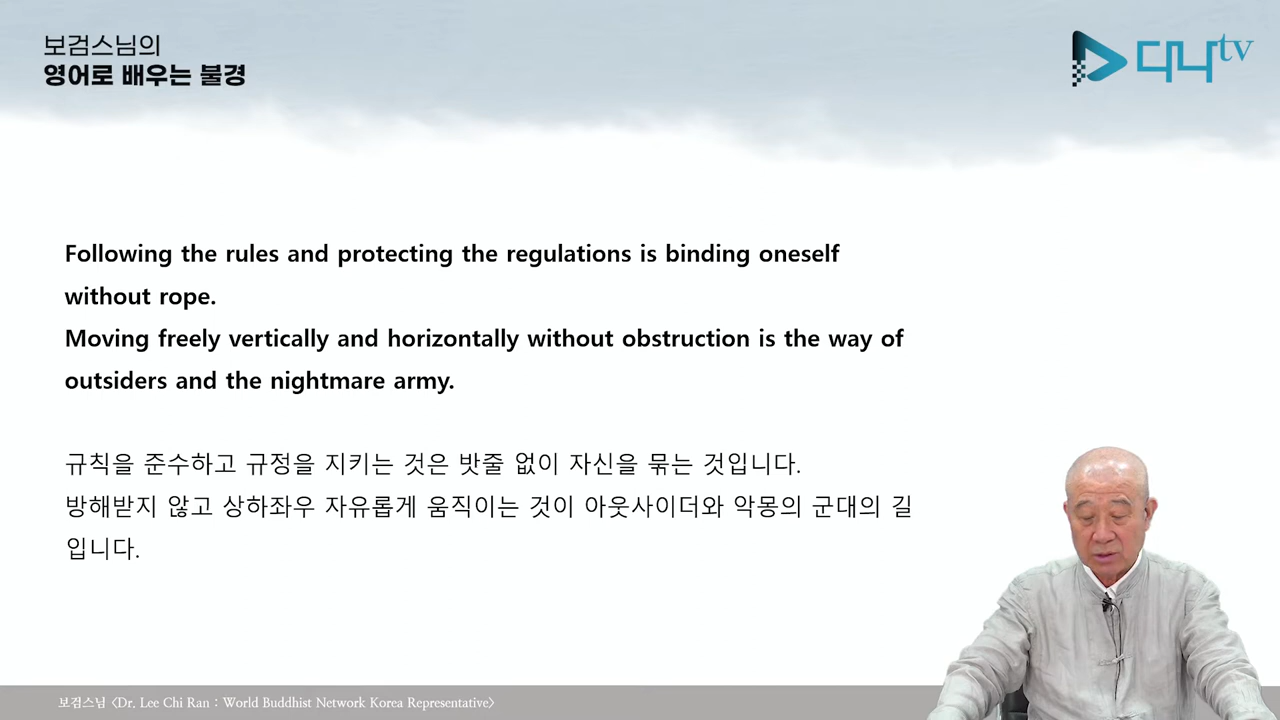 보검스님의
영어로 배우는 불경
다나tv
Following the rules and protecting the regulations is binding oneself
without rope.
Moving freely vertically and horizontally without obstruction is the way of
outsiders and the nightmare army.
규칙을 준수하고 규정을 지키는 것은 밧줄 없이 자신을 묶는 것입니다.
방해받지 않고 상하좌우 자유롭게 움직이는 것이 아웃사이더와 악몽의 군대의 길
입니다.
보검스님 <Dr. Lee Chi Ran : World Buddhist Network Korea Representative>